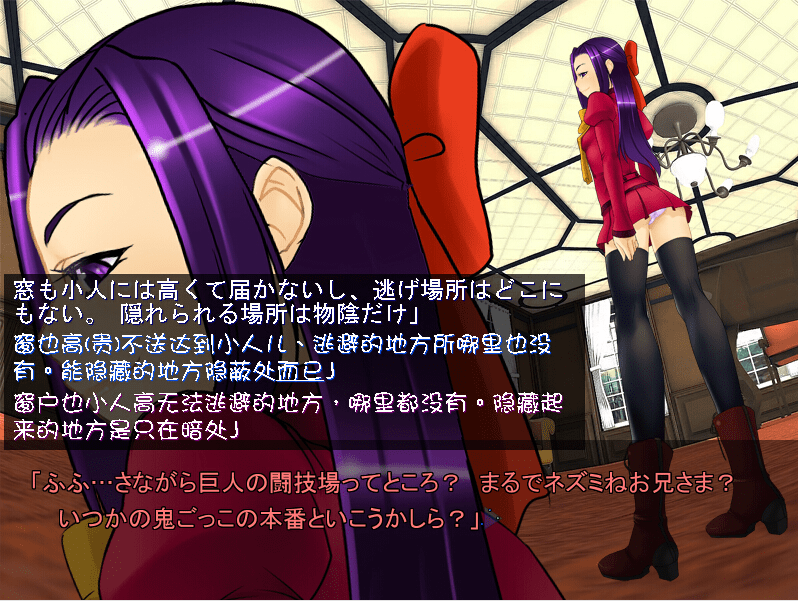 窓も小人には高くて届かないし、逃げ場所はどこに
もない。 隠れられる場所は物陰だけ」
窗也高(贵)不送达到小人儿、逃避的地方所哪里也没
有。能隐藏的地方隐蔽处而已」
窗户也小人高无法逃避的地方，哪里都没有。隐藏起
来的地方是只在暗处」
「ふふ…さながら巨人の闘技場ってところ？ まるでネズミねお兄さま？
いつかの鬼ごっこの本番といこうかしら？」